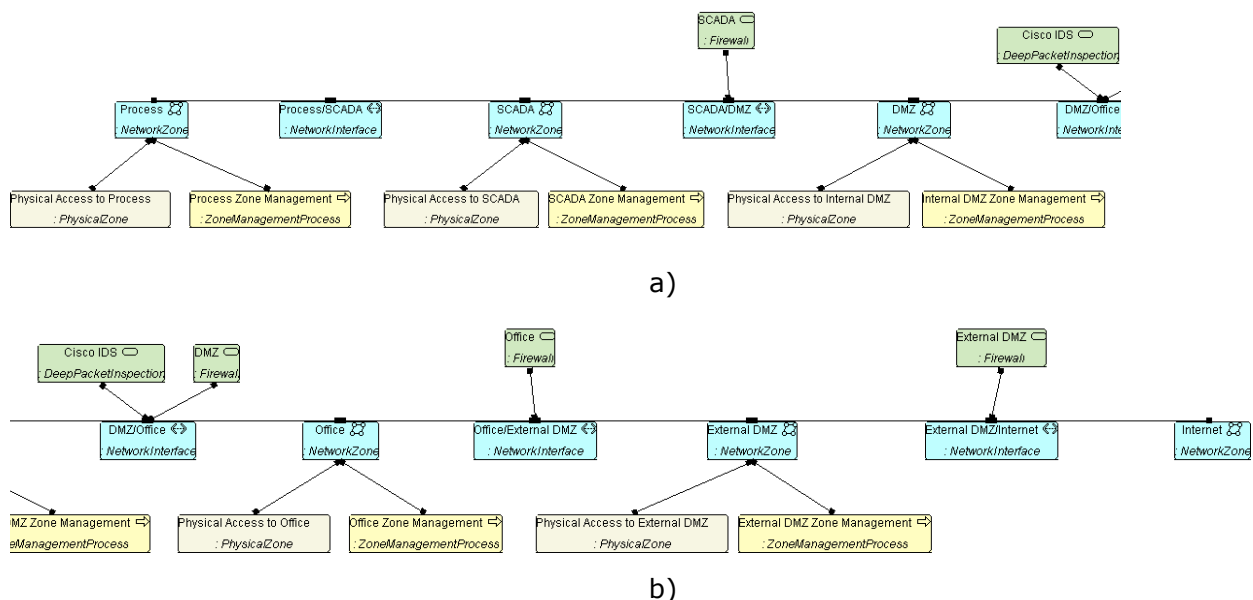 SCADA
: Firewall
Cisco IDS
: DeepPacketInspection
Process
: NetworkZone
Process/SCADA
: NetworkInterface
SCADA
: NetworkZone
SCADA/DMZ
: NetworkInterface
DMZ
: NetworkZone
DMZ/Office
: NetworkInte
Physical Access to Process
: PhysicalZone
Process Zone Management
: ZoneManagementProcess
Physical Access to SCADA
: PhysicalZone
SCADA Zone Management
: ZoneManagementProcess
Physical Access to Internal DMZ
: PhysicalZone
Internal DMZ Zone Management
: ZoneManagementProcess
a)
Cisco IDS
: DeepPacketInspection
DMZ
: Firewall
Office
: Firewall
External DMZ
: Firewall
DMZ/Office
: NetworkInterface
Office
: NetworkZone
Office/External DMZ
: NetworkInterface
External DMZ
: NetworkZone
External DMZ/Internet
: NetworkInterface
Internet
: NetworkZone
MZ Zone Management
eManagementProcess
Physical Access to Office
: PhysicalZone
Office Zone Management
: ZoneManagementProcess
Physical Access to External DMZ
: PhysicalZone
External DMZ Zone Management
: ZoneManagementProcess
b)